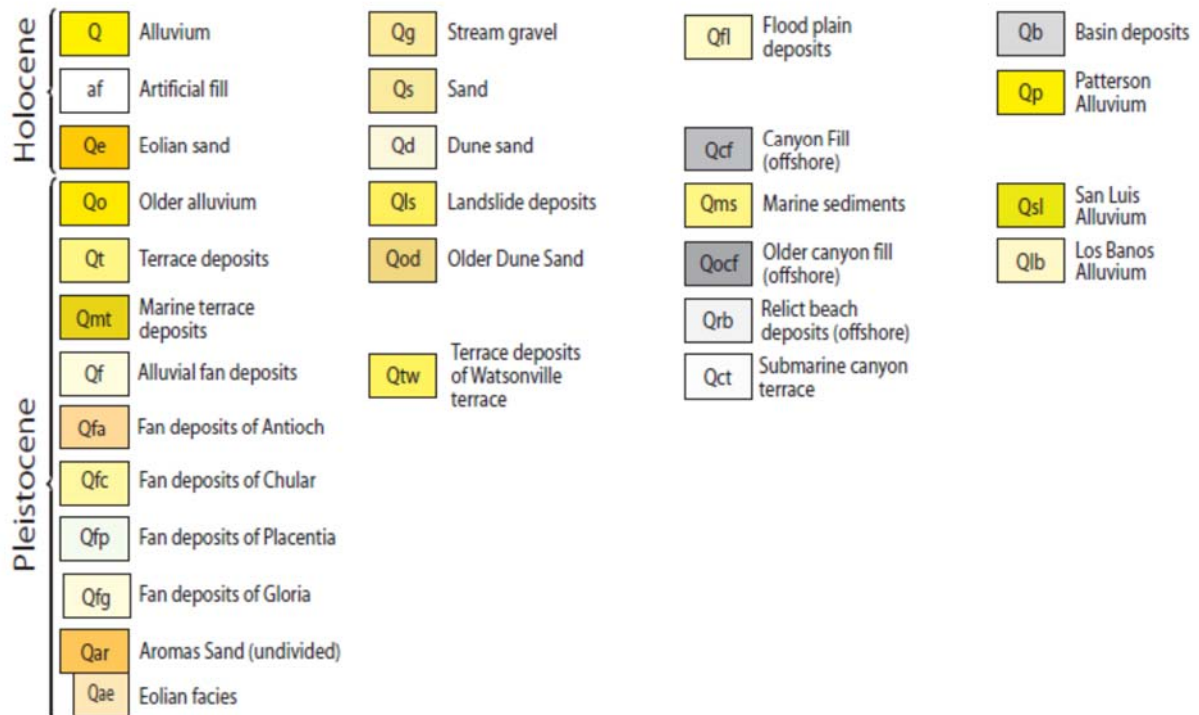 Holocene
Q Alluvium
af Artificial fill
Qe Eolian sand
Pleistocene
Qo Older alluvium
Qt Terrace deposits
Qmt Marine terrace
deposits
Qf Alluvial fan deposits
Qfa Fan deposits of Antioch
Qfc Fan deposits of Chular
Qfp Fan deposits of Placentia
Qfg Fan deposits of Gloria
Qar Aromas Sand (undivided)
Qae Eolian facies
Qg Stream gravel
Qs Sand
Qd Dune sand
Qls Landslide deposits
Qod Older Dune Sand
Qtw Terrace deposits
of Watsonville
terrace
Qfl Flood plain
deposits
Qcf Canyon Fill
(offshore)
Qms Marine sediments
Qocf Older canyon fill
(offshore)
Qrb Relict beach
deposits (offshore)
Qct Submarine canyon
terrace
Qb Basin deposits
Qp Patterson
Alluvium
Qsl San Luis
Alluvium
Qlb Los Banos
Alluvium